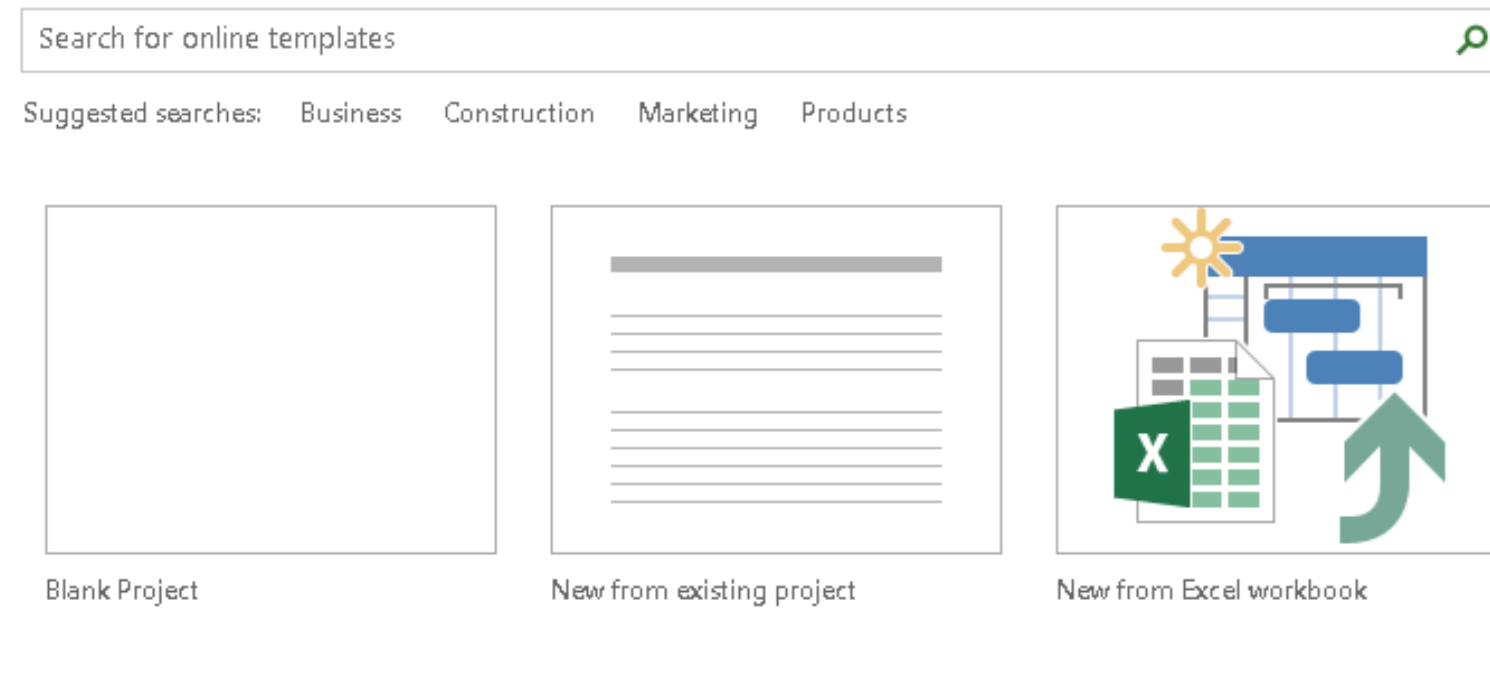 Search for online templates
Suggested searches: Business Construction Marketing Products
X
Blank Project New from existing project New from Excel workbook